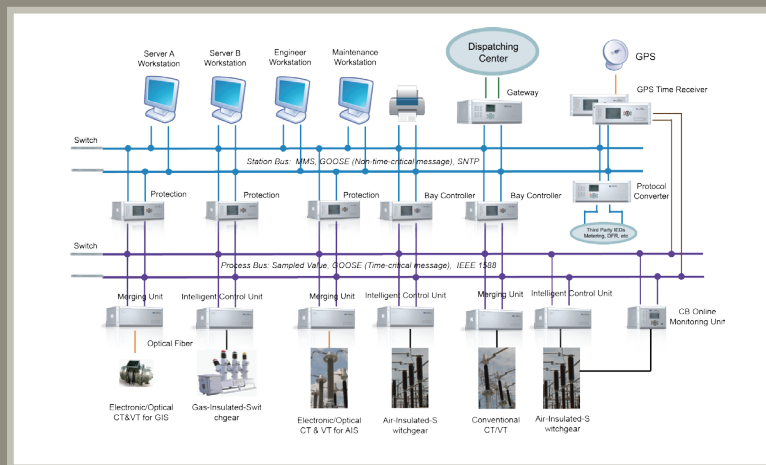 Server A
Workstation
Server B
Workstation
Engineer
Workstation
Maintenance
Workstation
Dispatching
Center
GPS
Gateway
GPS Time Receiver
Switch
Station Bus: MMS, GOOSE (Non-time-critical message), SNTP
Protection
Protection
Protection
Bay Controller
Bay Controller
Protocol
Converter
Third Party IEDs
Metering, DFR, etc
Switch
Process Bus: Sampled Value, GOOSE (Time-critical message), IEEE 1588
Merging Unit
Intelligent Control Unit
Merging Unit
Intelligent Control Unit
Merging Unit
Intelligent Control Unit
CB Online
Monitoring Unit
Optical Fiber
Electronic/Optical
CT&VT for GIS
Gas-Insulated-Swit
chgear
Electronic/Optical
CT & VT for AIS
Air-Insulated-S
witchgear
Conventional
CT/VT
Air-Insulated-S
witchgear